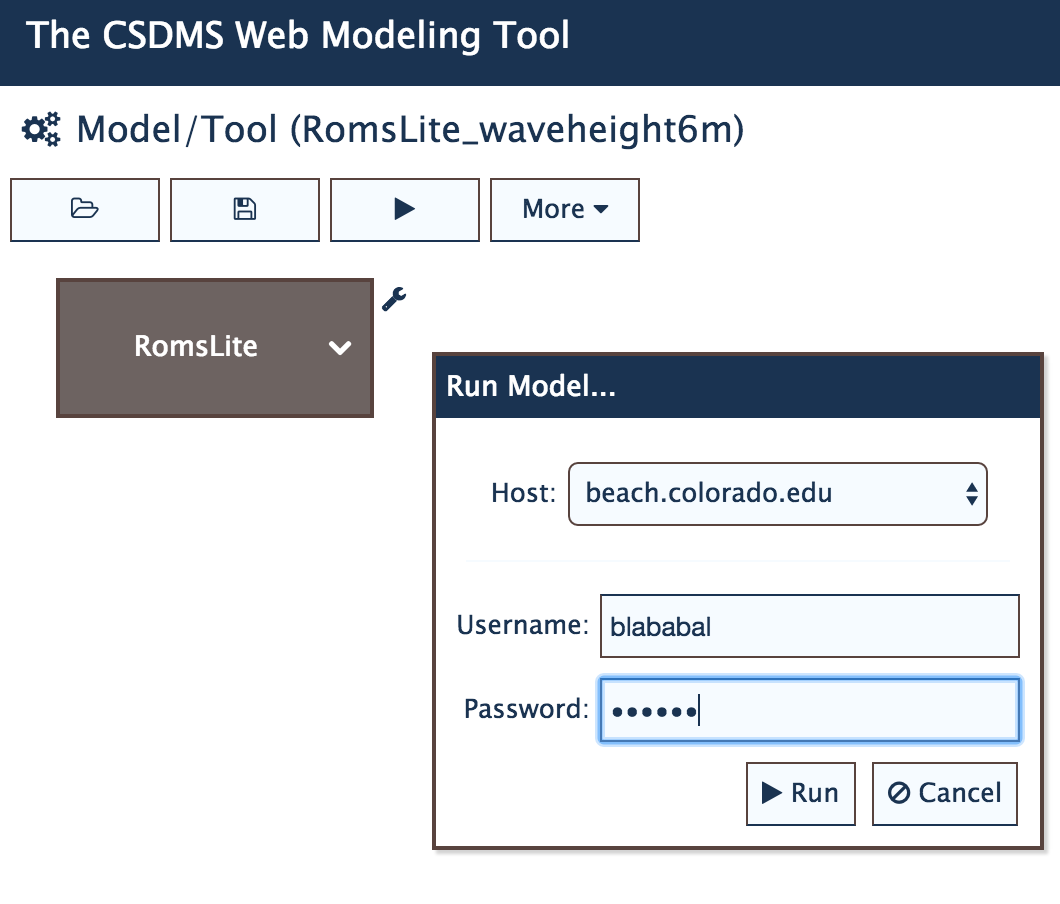 The CSDMS Web Modeling Tool
Model/Tool (RomsLite_waveheight6m)
More
RomsLite
Run Model...
Host: beach.colorado.edu
Username: blababal
Password: ••••••
Run Cancel